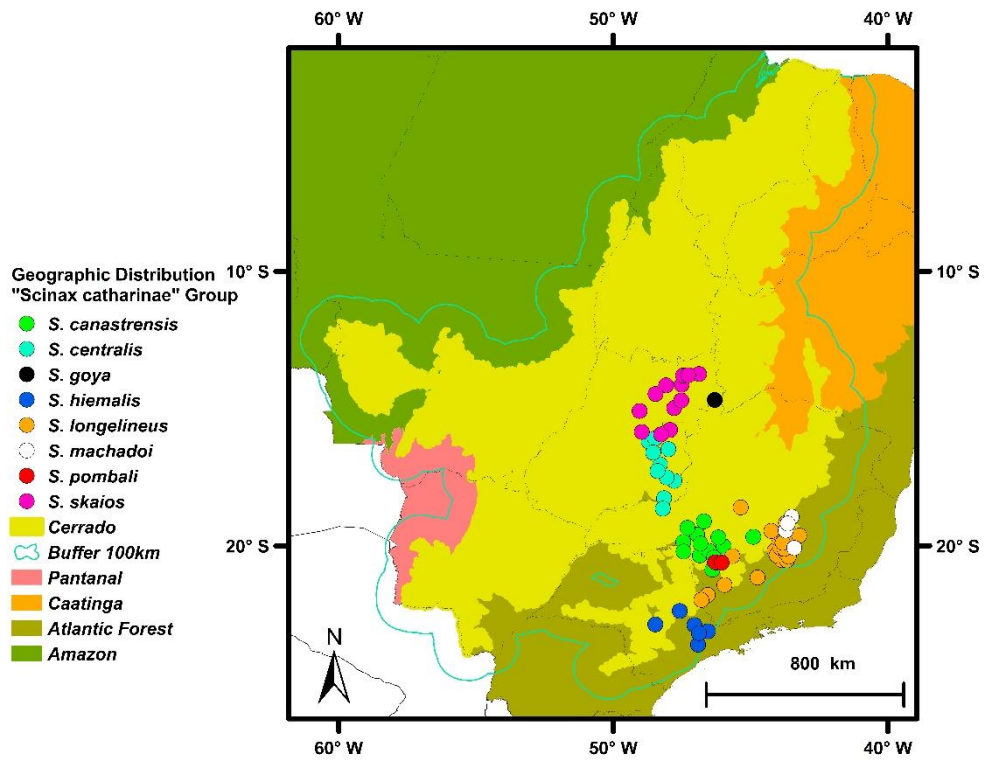 60° W 50° W 40° W
10° S 10° S
Geographic Distribution
"Scinax catharinae" Group
S. canastrensis
S. centralis
S. goya
S. hiemalis
S. longelineus
S. machadoi
S. pombali
S. skaios
Cerrado
Buffer 100km
Pantanal
Caatinga
Atlantic Forest
Amazon
20° S 20° S
N
800 km
60° W 50° W 40° W